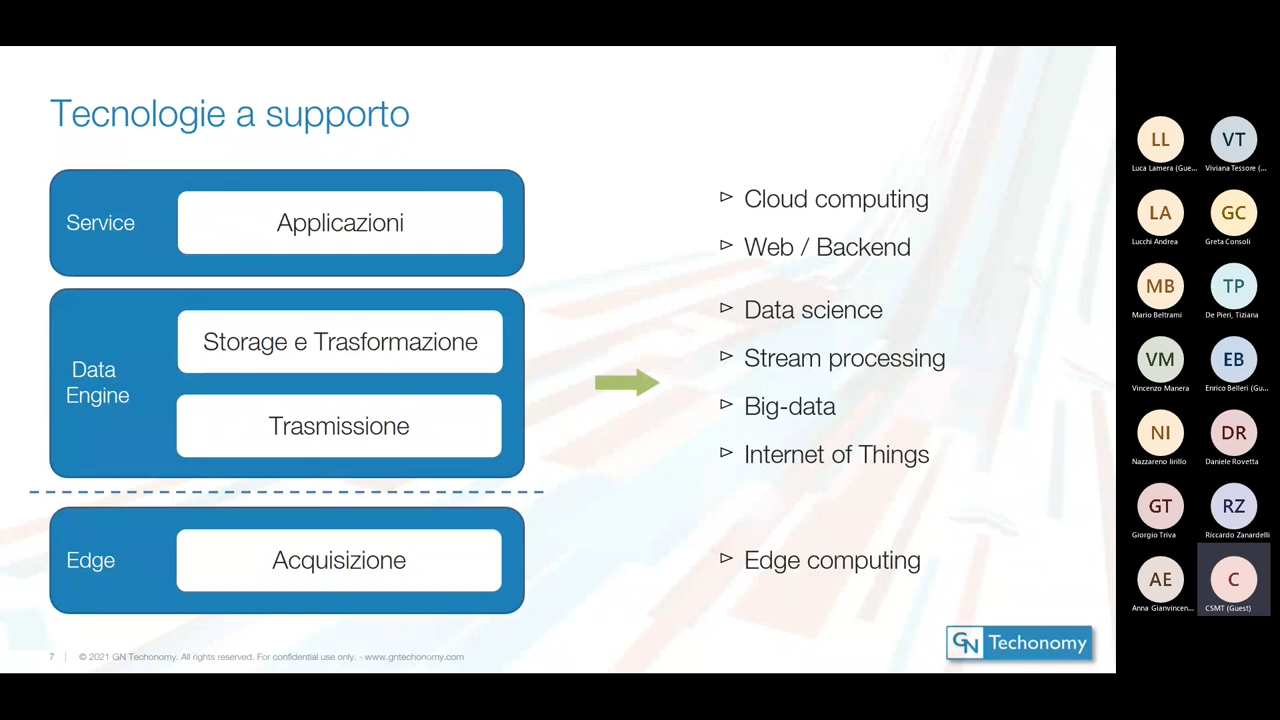 Tecnologie a supporto
Service
Applicazioni
Data
Engine
Storage e Trasformazione
Trasmissione
Edge
Acquisizione
▻ Cloud computing
▻ Web / Backend
▻ Data science
▻ Stream processing
▻ Big-data
▻ Internet of Things
▻ Edge computing
7 | © 2021 GN Techonomy. All rights reserved. For confidential use only. - www.gntechonomy.com
GN Techonomy
LL
Luca Lamera (Gue...
VT
Viviana Tessore (...
LA
Lucchi Andrea
GC
Greta Consoli
MB
Mario Beltrami
TP
De Pieri, Tiziana
VM
Vincenzo Manera
EB
Enrico Belleri (Gu...
NI
Nazzareno Iirillo
DR
Daniele Rovetta
GT
Giorgio Triva
RZ
Riccardo Zanardelli
AE
Anna Gianvincen...
C
CSMT (Guest)